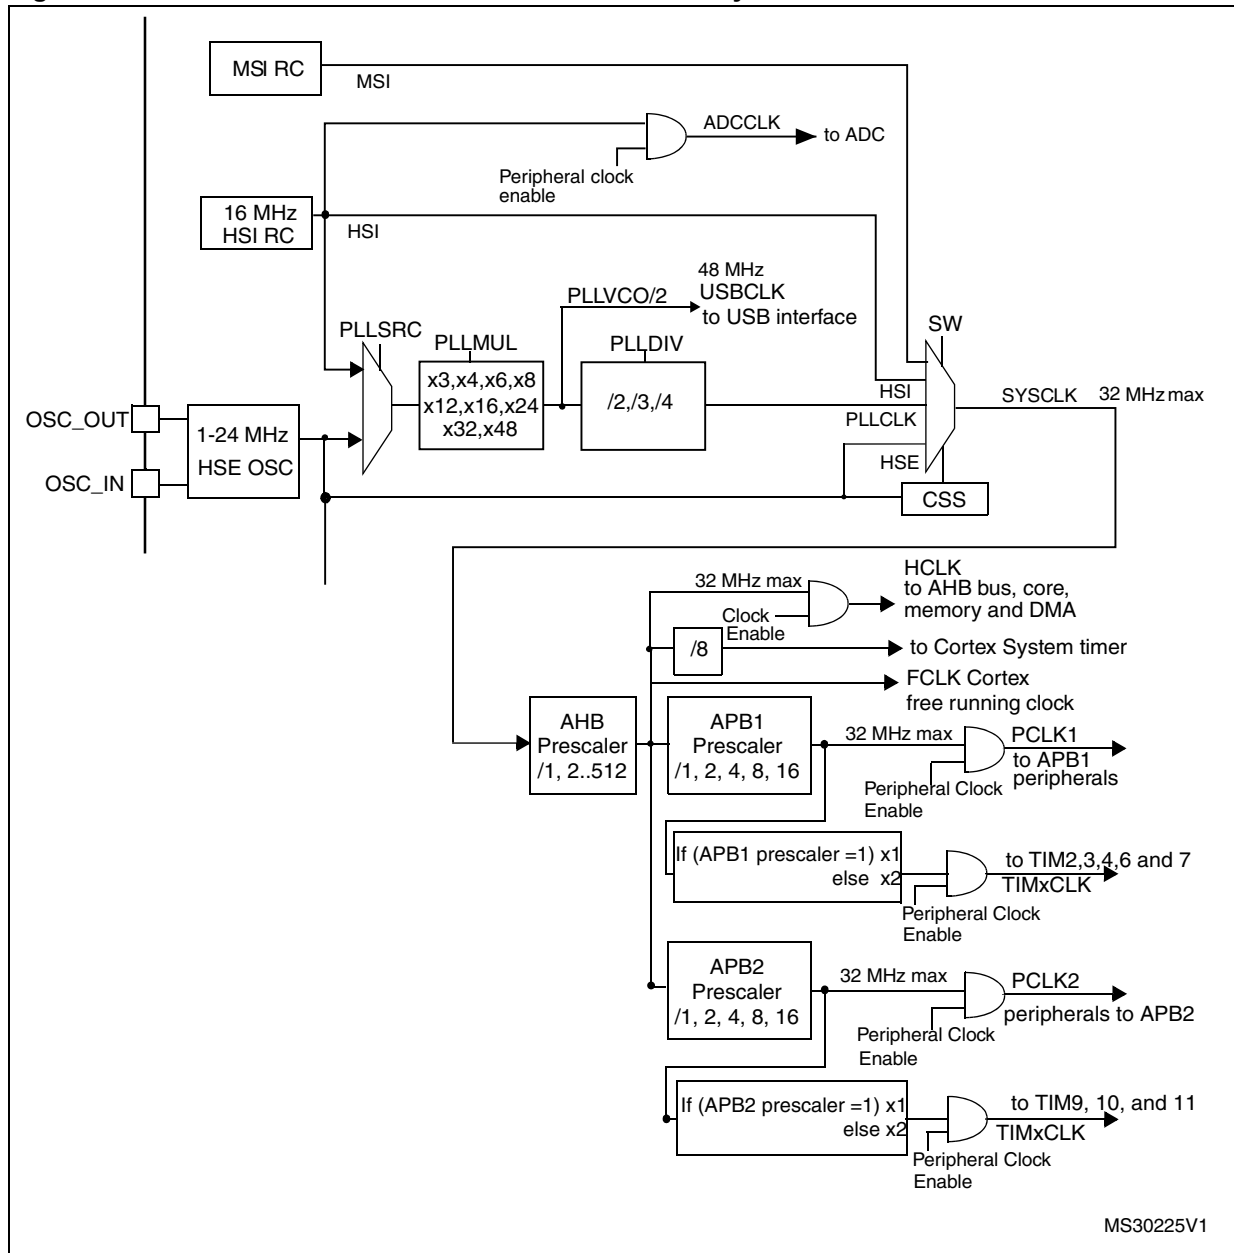 MSI RC
MSI
ADCCLK
to ADC
Peripheral clock
enable
16 MHz
HSI RC
HSI
48 MHz
USBCLK
to USB interface
PLLVCO/2
PLLSRC
PLLMUL
PLLDIV
SW
x3,x4,x6,x8
x12,x16,x24
x32,x48
/2,/3,/4
HSI
PLLCLK
HSE
SYSCLK
32 MHz max
OSC_OUT
OSC_IN
1-24 MHz
HSE OSC
CSS
32 MHz max
HCLK
to AHB bus, core,
memory and DMA
Clock
Enable
/8
to Cortex System timer
FCLK Cortex
free running clock
AHB
Prescaler
/1, 2..512
APB1
Prescaler
/1, 2, 4, 8, 16
32 MHz max
PCLK1
to APB1
peripherals
Peripheral Clock
Enable
If (APB1 prescaler =1) x1
else x2
to TIM2,3,4,6 and 7
TIMxCLK
Peripheral Clock
Enable
APB2
Prescaler
/1, 2, 4, 8, 16
32 MHz max
PCLK2
peripherals to APB2
Peripheral Clock
Enable
If (APB2 prescaler =1) x1
else x2
to TIM9, 10, and 11
TIMxCLK
Peripheral Clock
Enable
MS30225V1